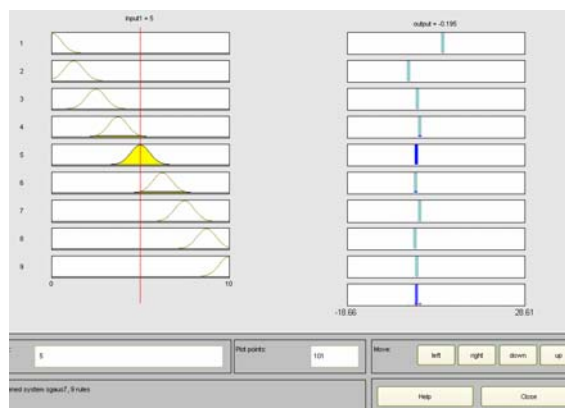 input1 = 5
output = -0.195
1
2
3
4
5
6
7
8
9
0
10
-18.66
28.61
5
Plot points:
101
Move:
left
right
down
up
system sgaus7, 9 rules
Help
Close